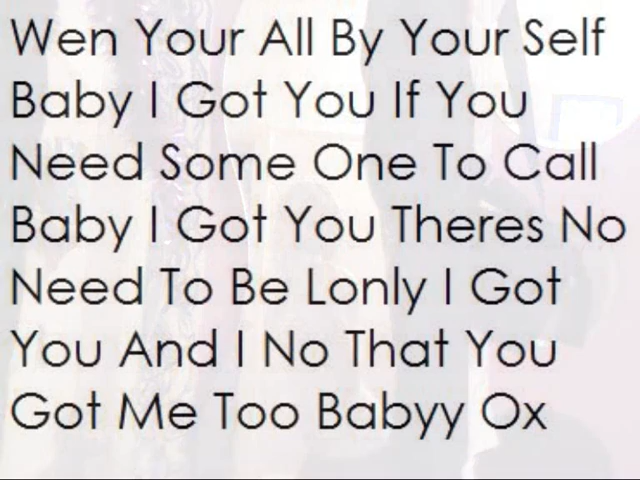 Wen Your All By Your Self
Baby I Got You If You
Need Some One To Call
Baby I Got You Theres No
Need To Be Lonly I Got
You And I No That You
Got Me Too Babyy Ox